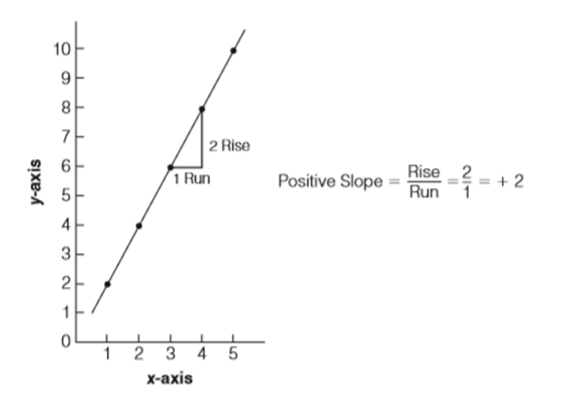 10
9
8
7
6
5
4
3
2
1
0
y-axis
2 Rise
1 Run
1 2 3 4 5
x-axis
Positive Slope = Rise/Run = 2/1 = + 2